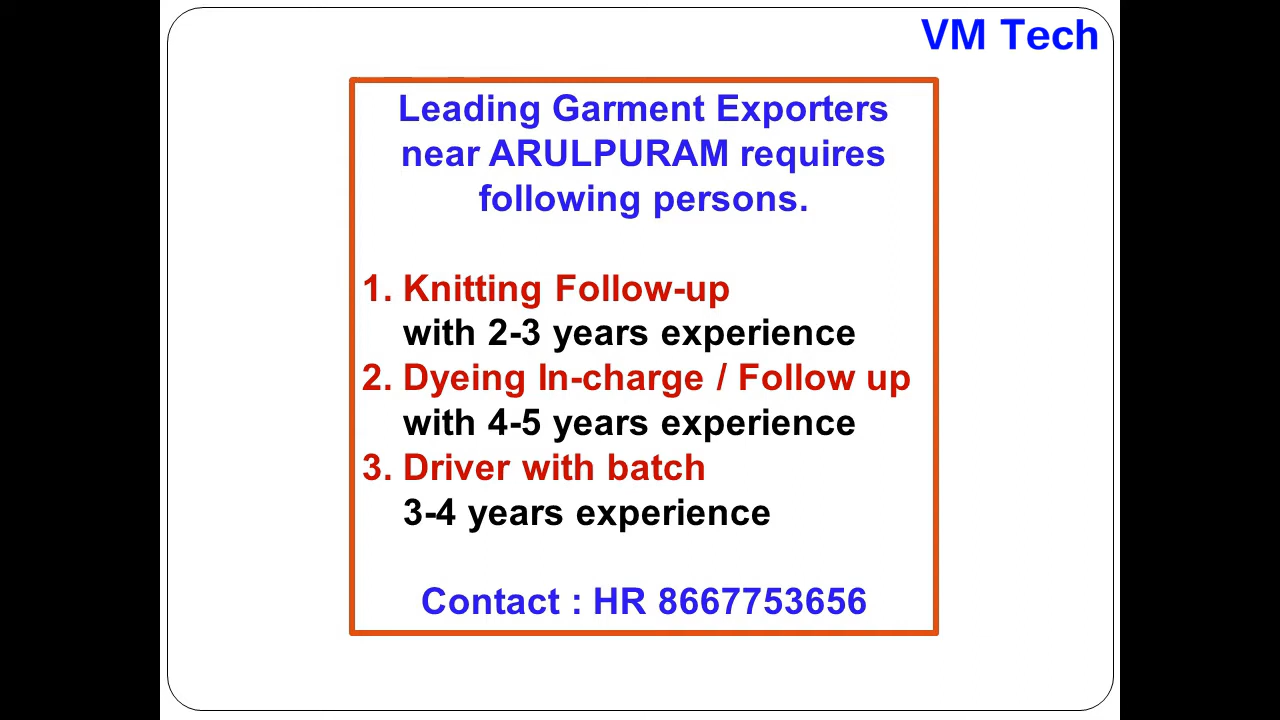 VM Tech
Leading Garment Exporters
near ARULPURAM requires
following persons.
1. Knitting Follow-up
with 2-3 years experience
2. Dyeing In-charge / Follow up
with 4-5 years experience
3. Driver with batch
3-4 years experience
Contact : HR 8667753656